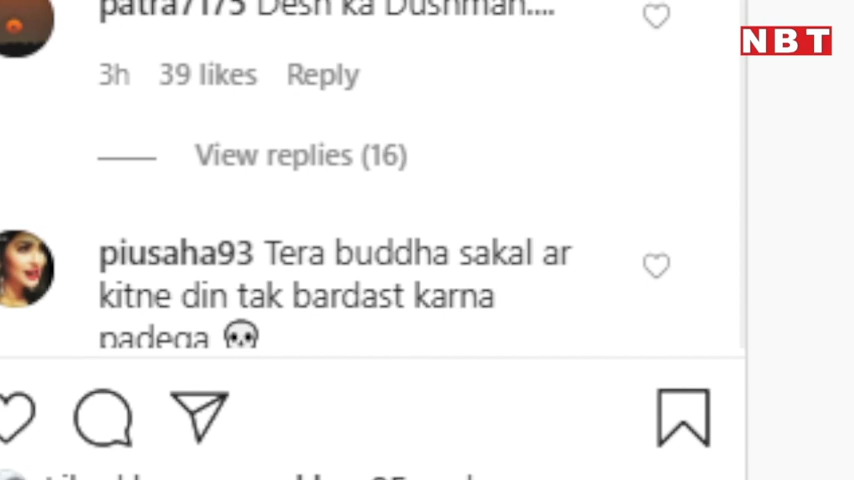 patra7175 Desh ka Dushman....
NBT
3h 39 likes Reply
View replies (16)
piusaha93 Tera buddha sakal ar
kitne din tak bardast karna
padega 💀